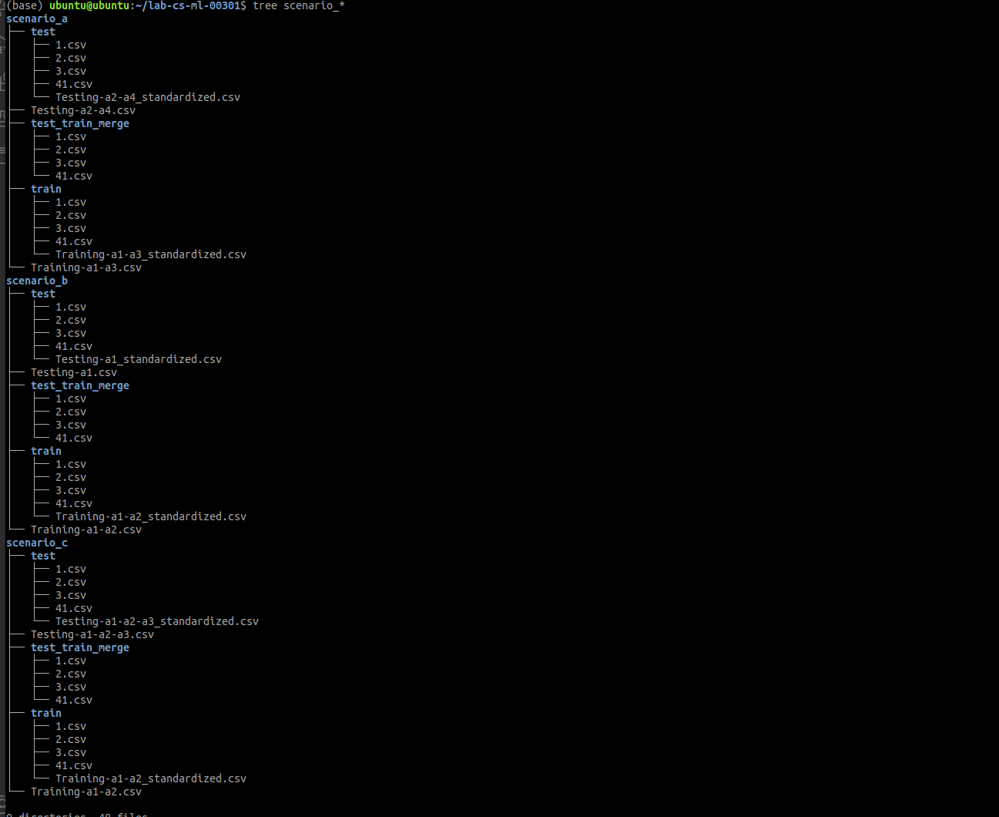 (base) ubuntu@ubuntu:~/lab-cs-ml-00301$ tree scenario_*
scenario_a
├── test
│   ├── 1.csv
│   ├── 2.csv
│   ├── 3.csv
│   ├── 41.csv
│   └── Testing-a2-a4_standardized.csv
├── Testing-a2-a4.csv
├── test_train_merge
│   ├── 1.csv
│   ├── 2.csv
│   ├── 3.csv
│   └── 41.csv
├── train
│   ├── 1.csv
│   ├── 2.csv
│   ├── 3.csv
│   ├── 41.csv
│   └── Training-a1-a3_standardized.csv
└── Training-a1-a3.csv
scenario_b
├── test
│   ├── 1.csv
│   ├── 2.csv
│   ├── 3.csv
│   ├── 41.csv
│   └── Testing-a1_standardized.csv
├── Testing-a1.csv
├── test_train_merge
│   ├── 1.csv
│   ├── 2.csv
│   ├── 3.csv
│   └── 41.csv
├── train
│   ├── 1.csv
│   ├── 2.csv
│   ├── 3.csv
│   ├── 41.csv
│   └── Training-a1-a2_standardized.csv
└── Training-a1-a2.csv
scenario_c
├── test
│   ├── 1.csv
│   ├── 2.csv
│   ├── 3.csv
│   ├── 41.csv
│   └── Testing-a1-a2-a3_standardized.csv
├── Testing-a1-a2-a3.csv
├── test_train_merge
│   ├── 1.csv
│   ├── 2.csv
│   ├── 3.csv
│   └── 41.csv
├── train
│   ├── 1.csv
│   ├── 2.csv
│   ├── 3.csv
│   ├── 41.csv
│   └── Training-a1-a2_standardized.csv
└── Training-a1-a2.csv
directories, files